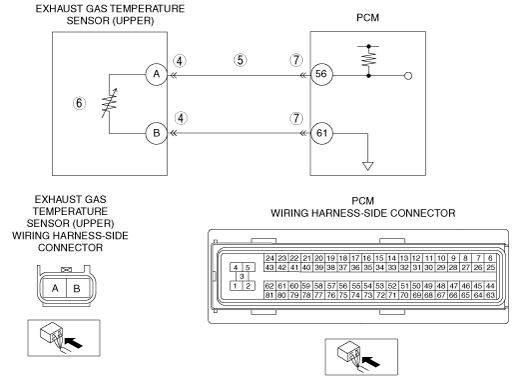 EXHAUST GAS TEMPERATURE
SENSOR (UPPER)
PCM
4
5
7
A
56
6
4
7
B
61
EXHAUST GAS
TEMPERATURE
SENSOR (UPPER)
WIRING HARNESS-SIDE
CONNECTOR
PCM
WIRING HARNESS-SIDE CONNECTOR
A B
24 23 22 21 20 19 18 17 16 15 14 13 12 11 10 9 8 7 6
4 5 43 42 41 40 39 38 37 36 35 34 33 32 31 30 29 28 27 26 25
3
1 2 62 61 60 59 58 57 56 55 54 53 52 51 50 49 48 47 46 45 44
81 80 79 78 77 76 75 74 73 72 71 70 69 68 67 66 65 64 63